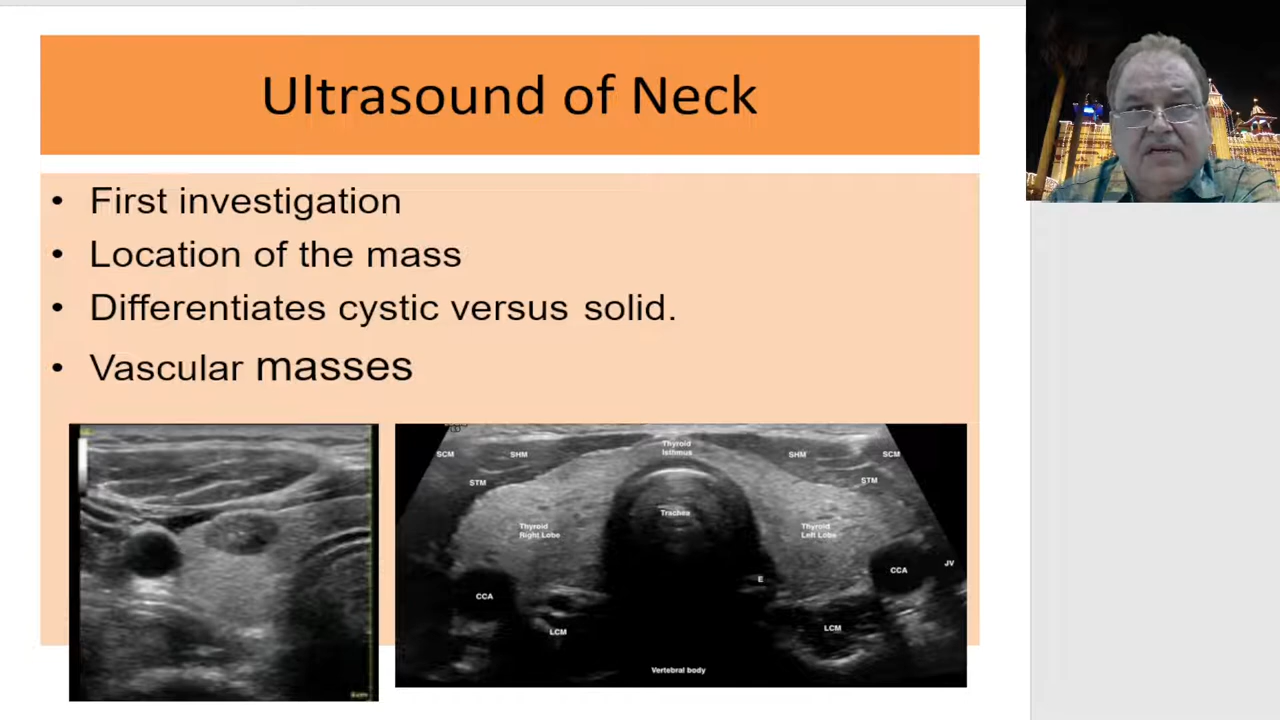 Ultrasound of Neck
• First investigation
• Location of the mass
• Differentiates cystic versus solid.
• Vascular masses
Thyroid
Isthmus
SCM
SHM
SHM
SCM
STM
STM
Trachea
Thyroid
Right Lobe
Thyroid
Left Lobe
JV
CCA
E
CCA
LCM
LCM
Vertebral body